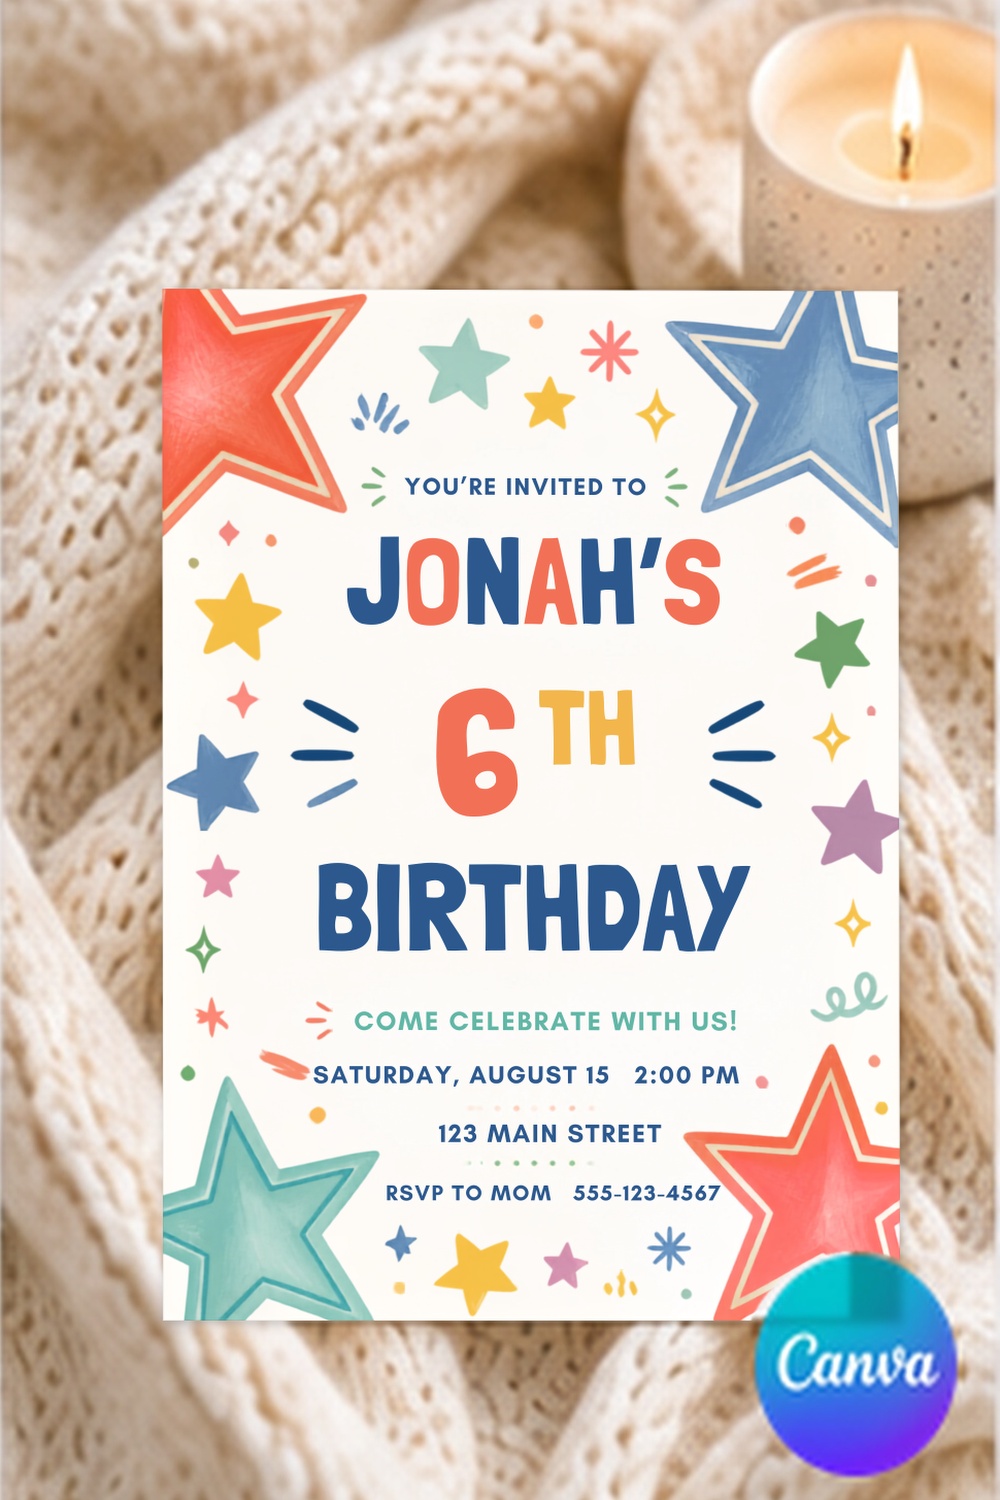 YOU'RE INVITED TO
JONAH'S
6TH
BIRTHDAY
COME CELEBRATE WITH US!
SATURDAY, AUGUST 15 2:00 PM
123 MAIN STREET
RSVP TO MOM 555-123-4567
Canva